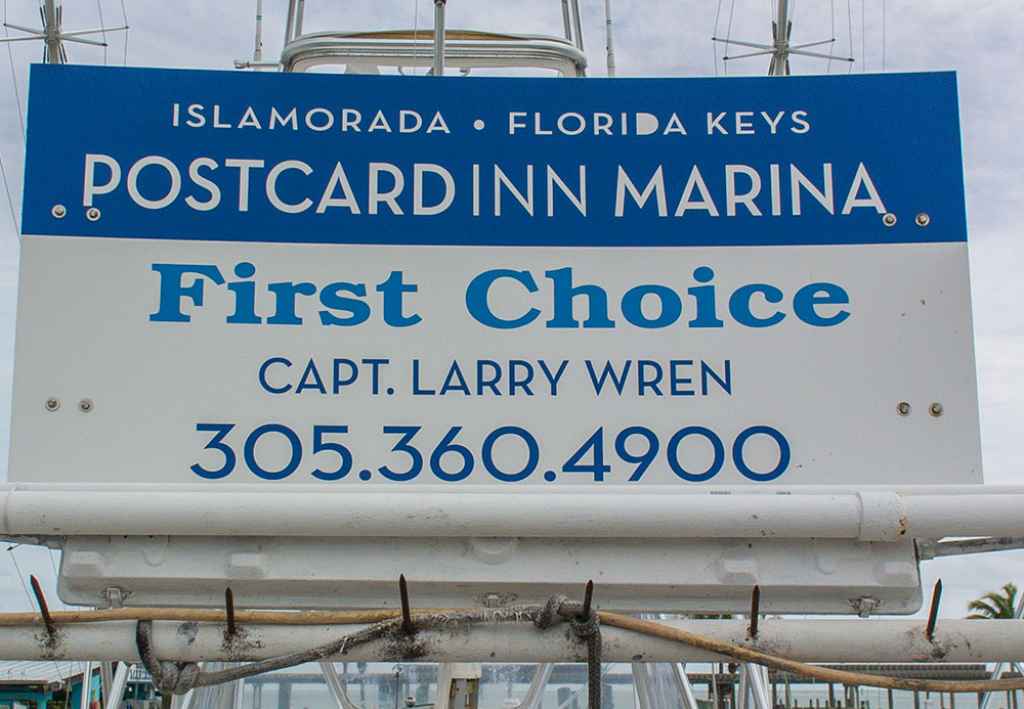 ISLAMORADA • FLORIDA KEYS
POSTCARD INN MARINA
First Choice
CAPT. LARRY WREN
305.360.4900